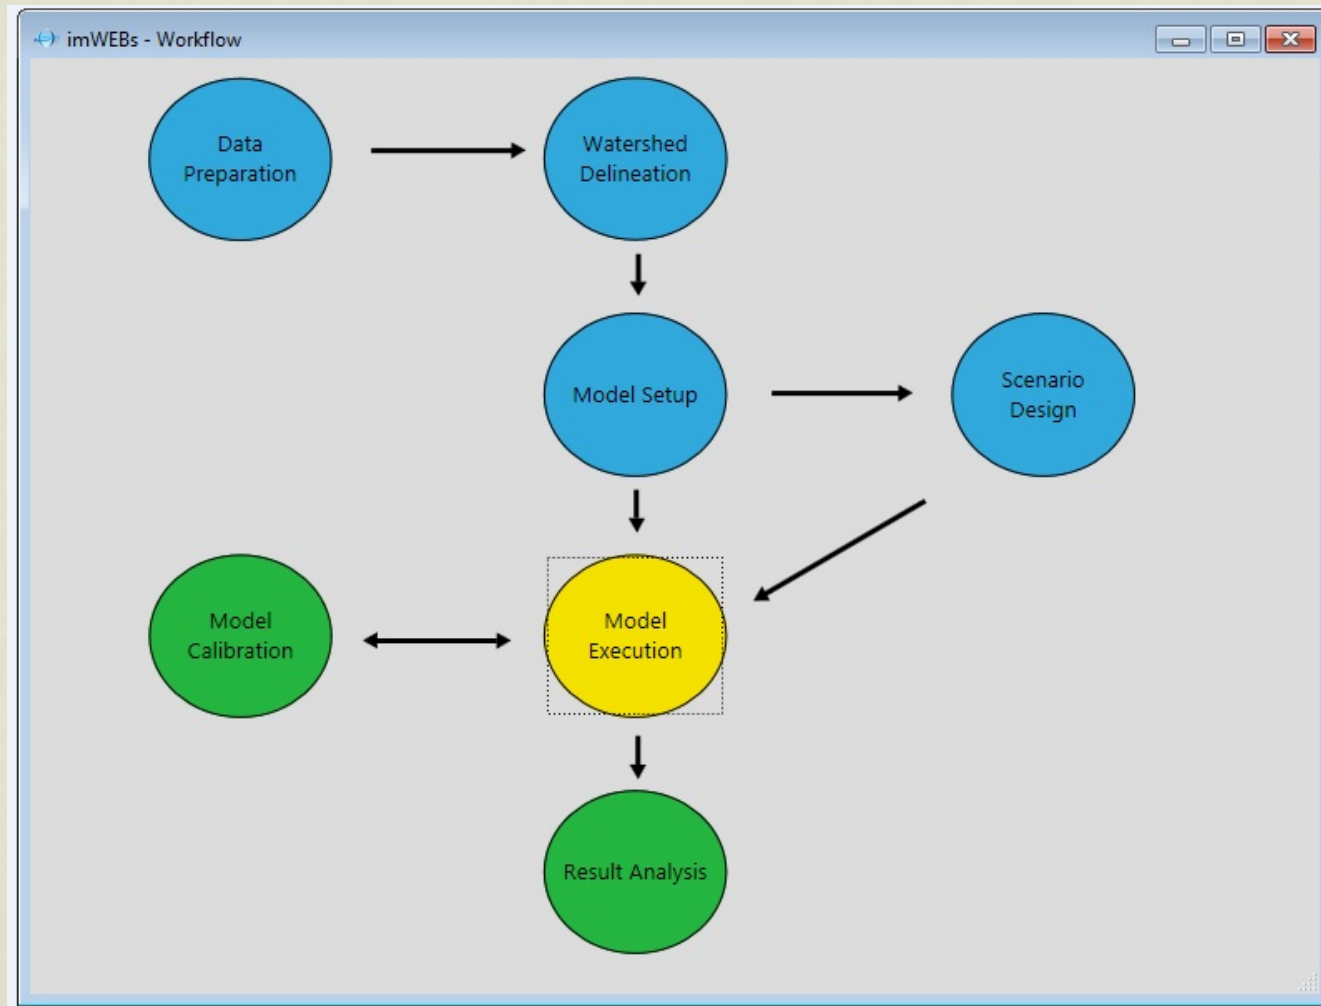 imWEBs - Workflow
Data
Preparation
Watershed
Delineation
Model Setup
Scenario
Design
Model
Calibration
Model
Execution
Result Analysis